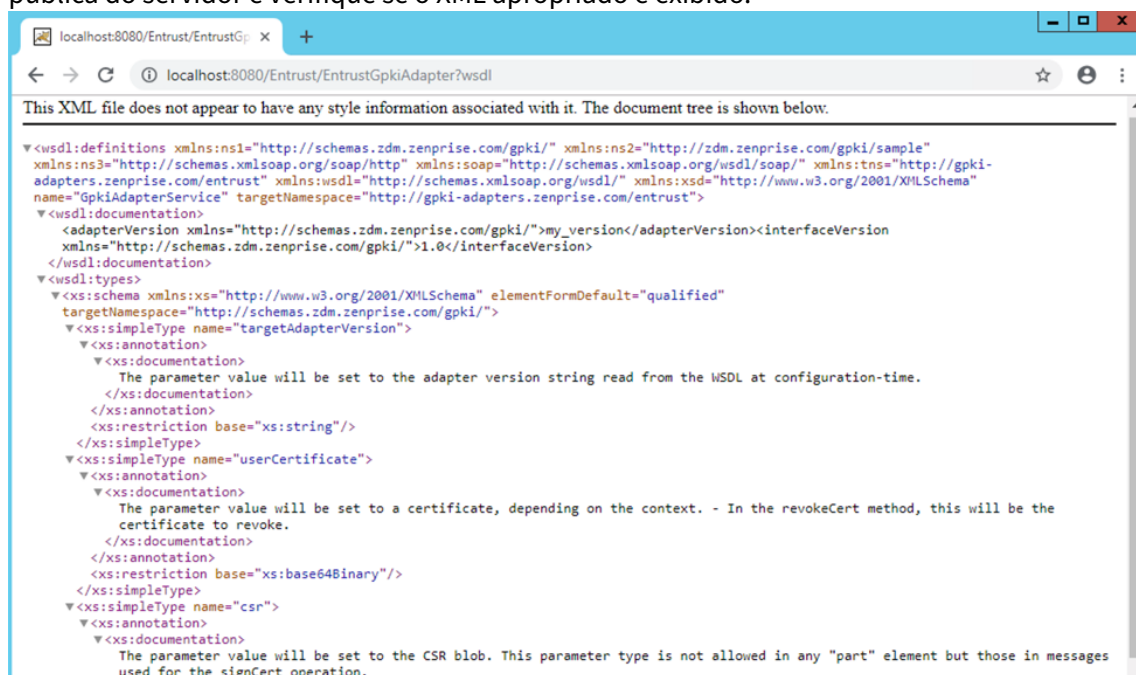 pública do servidor e verifique se o XML apropriado é exibido.
localhost:8080/Entrust/EntrustGp
localhost:8080/Entrust/EntrustGpkiAdapter?wsdl
This XML file does not appear to have any style information associated with it. The document tree is shown below.
▼<wsdl:definitions xmlns:ns1="http://schemas.zdm.zenprise.com/gpki/" xmlns:ns2="http://zdm.zenprise.com/gpki/sample"
xmlns:ns3="http://schemas.xmlsoap.org/soap/http" xmlns:soap="http://schemas.xmlsoap.org/wsdl/soap/" xmlns:tns="http://gpki-
adapters.zenprise.com/entrust" xmlns:wsdl="http://schemas.xmlsoap.org/wsdl/" xmlns:xsd="http://www.w3.org/2001/XMLSchema"
name="GpkiAdapterService" targetNamespace="http://gpki-adapters.zenprise.com/entrust">
▼<wsdl:documentation>
<adapterVersion xmlns="http://schemas.zdm.zenprise.com/gpki/">my_version</adapterVersion><interfaceVersion
xmlns="http://schemas.zdm.zenprise.com/gpki/">1.0</interfaceVersion>
</wsdl:documentation>
▼<wsdl:types>
▼<xs:schema xmlns:xs="http://www.w3.org/2001/XMLSchema" elementFormDefault="qualified"
targetNamespace="http://schemas.zdm.zenprise.com/gpki/">
▼<xs:simpleType name="targetAdapterVersion">
▼<xs:annotation>
▼<xs:documentation>
The parameter value will be set to the adapter version string read from the WSDL at configuration-time.
</xs:documentation>
</xs:annotation>
<xs:restriction base="xs:string"/>
</xs:simpleType>
▼<xs:simpleType name="userCertificate">
▼<xs:annotation>
▼<xs:documentation>
The parameter value will be set to a certificate, depending on the context. - In the revokeCert method, this will be the
certificate to revoke.
</xs:documentation>
</xs:annotation>
<xs:restriction base="xs:base64Binary"/>
</xs:simpleType>
▼<xs:simpleType name="csr">
▼<xs:annotation>
▼<xs:documentation>
The parameter value will be set to the CSR blob. This parameter type is not allowed in any "part" element but those in messages
used for the signCert operation.